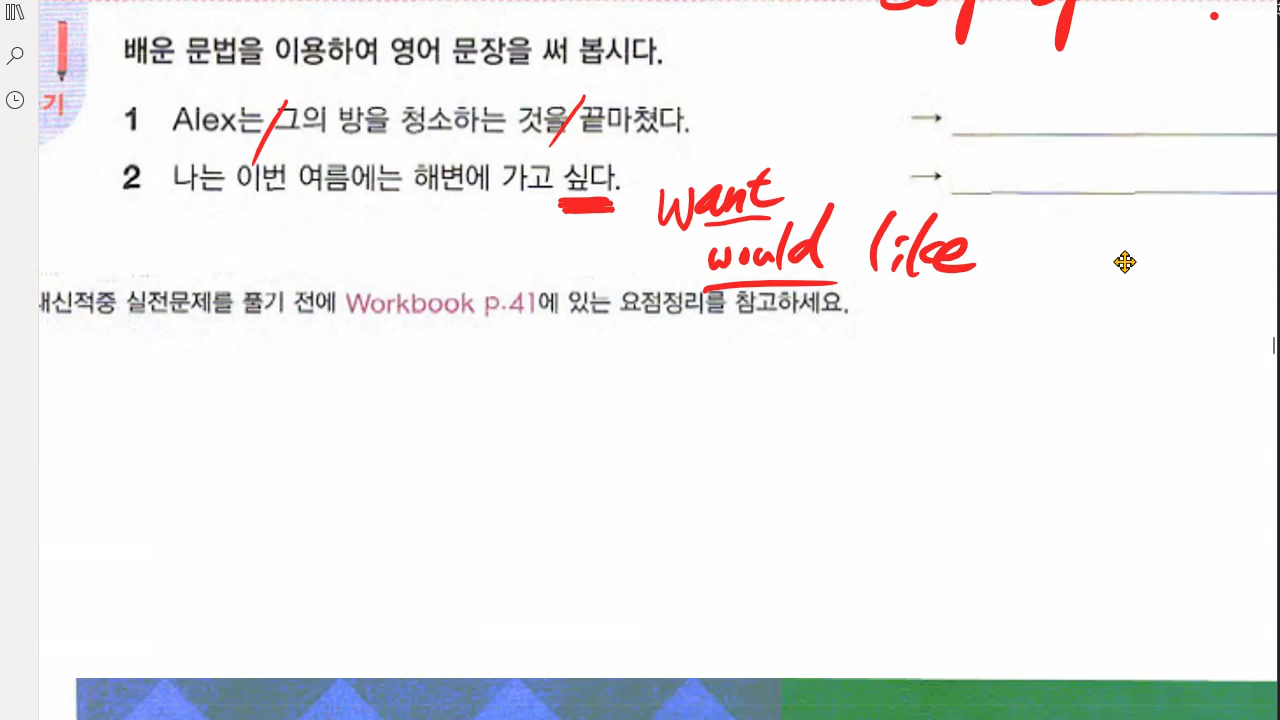 배운 문법을 이용하여 영어 문장을 써 봅시다.
기
1 Alex는 그의 방을 청소하는 것을 끝마쳤다. →
2 나는 이번 여름에는 해변에 가고 싶다. →
want
would like
내신적중 실전문제를 풀기 전에 Workbook p.41에 있는 요점정리를 참고하세요.